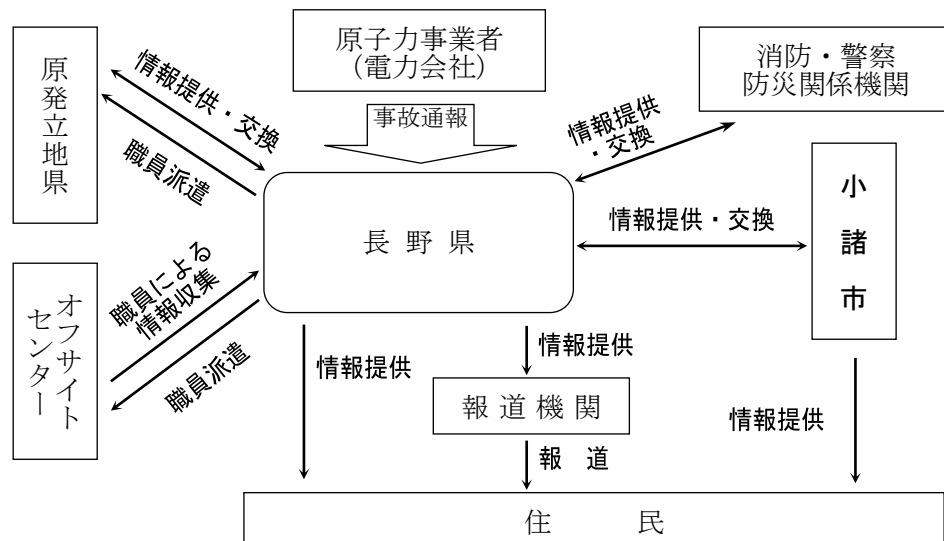 原子力事業者
(電力会社)
事故通報
消防・警察
防災関係機関
原発立地県
情報提供・交換
職員派遣
情報提供
・交換
長野県
情報提供・交換
小諸市
オフサイト
センター
職員による
情報収集
職員派遣
情報提供
情報提供
報道機関
報　道
情報提供
住　　民